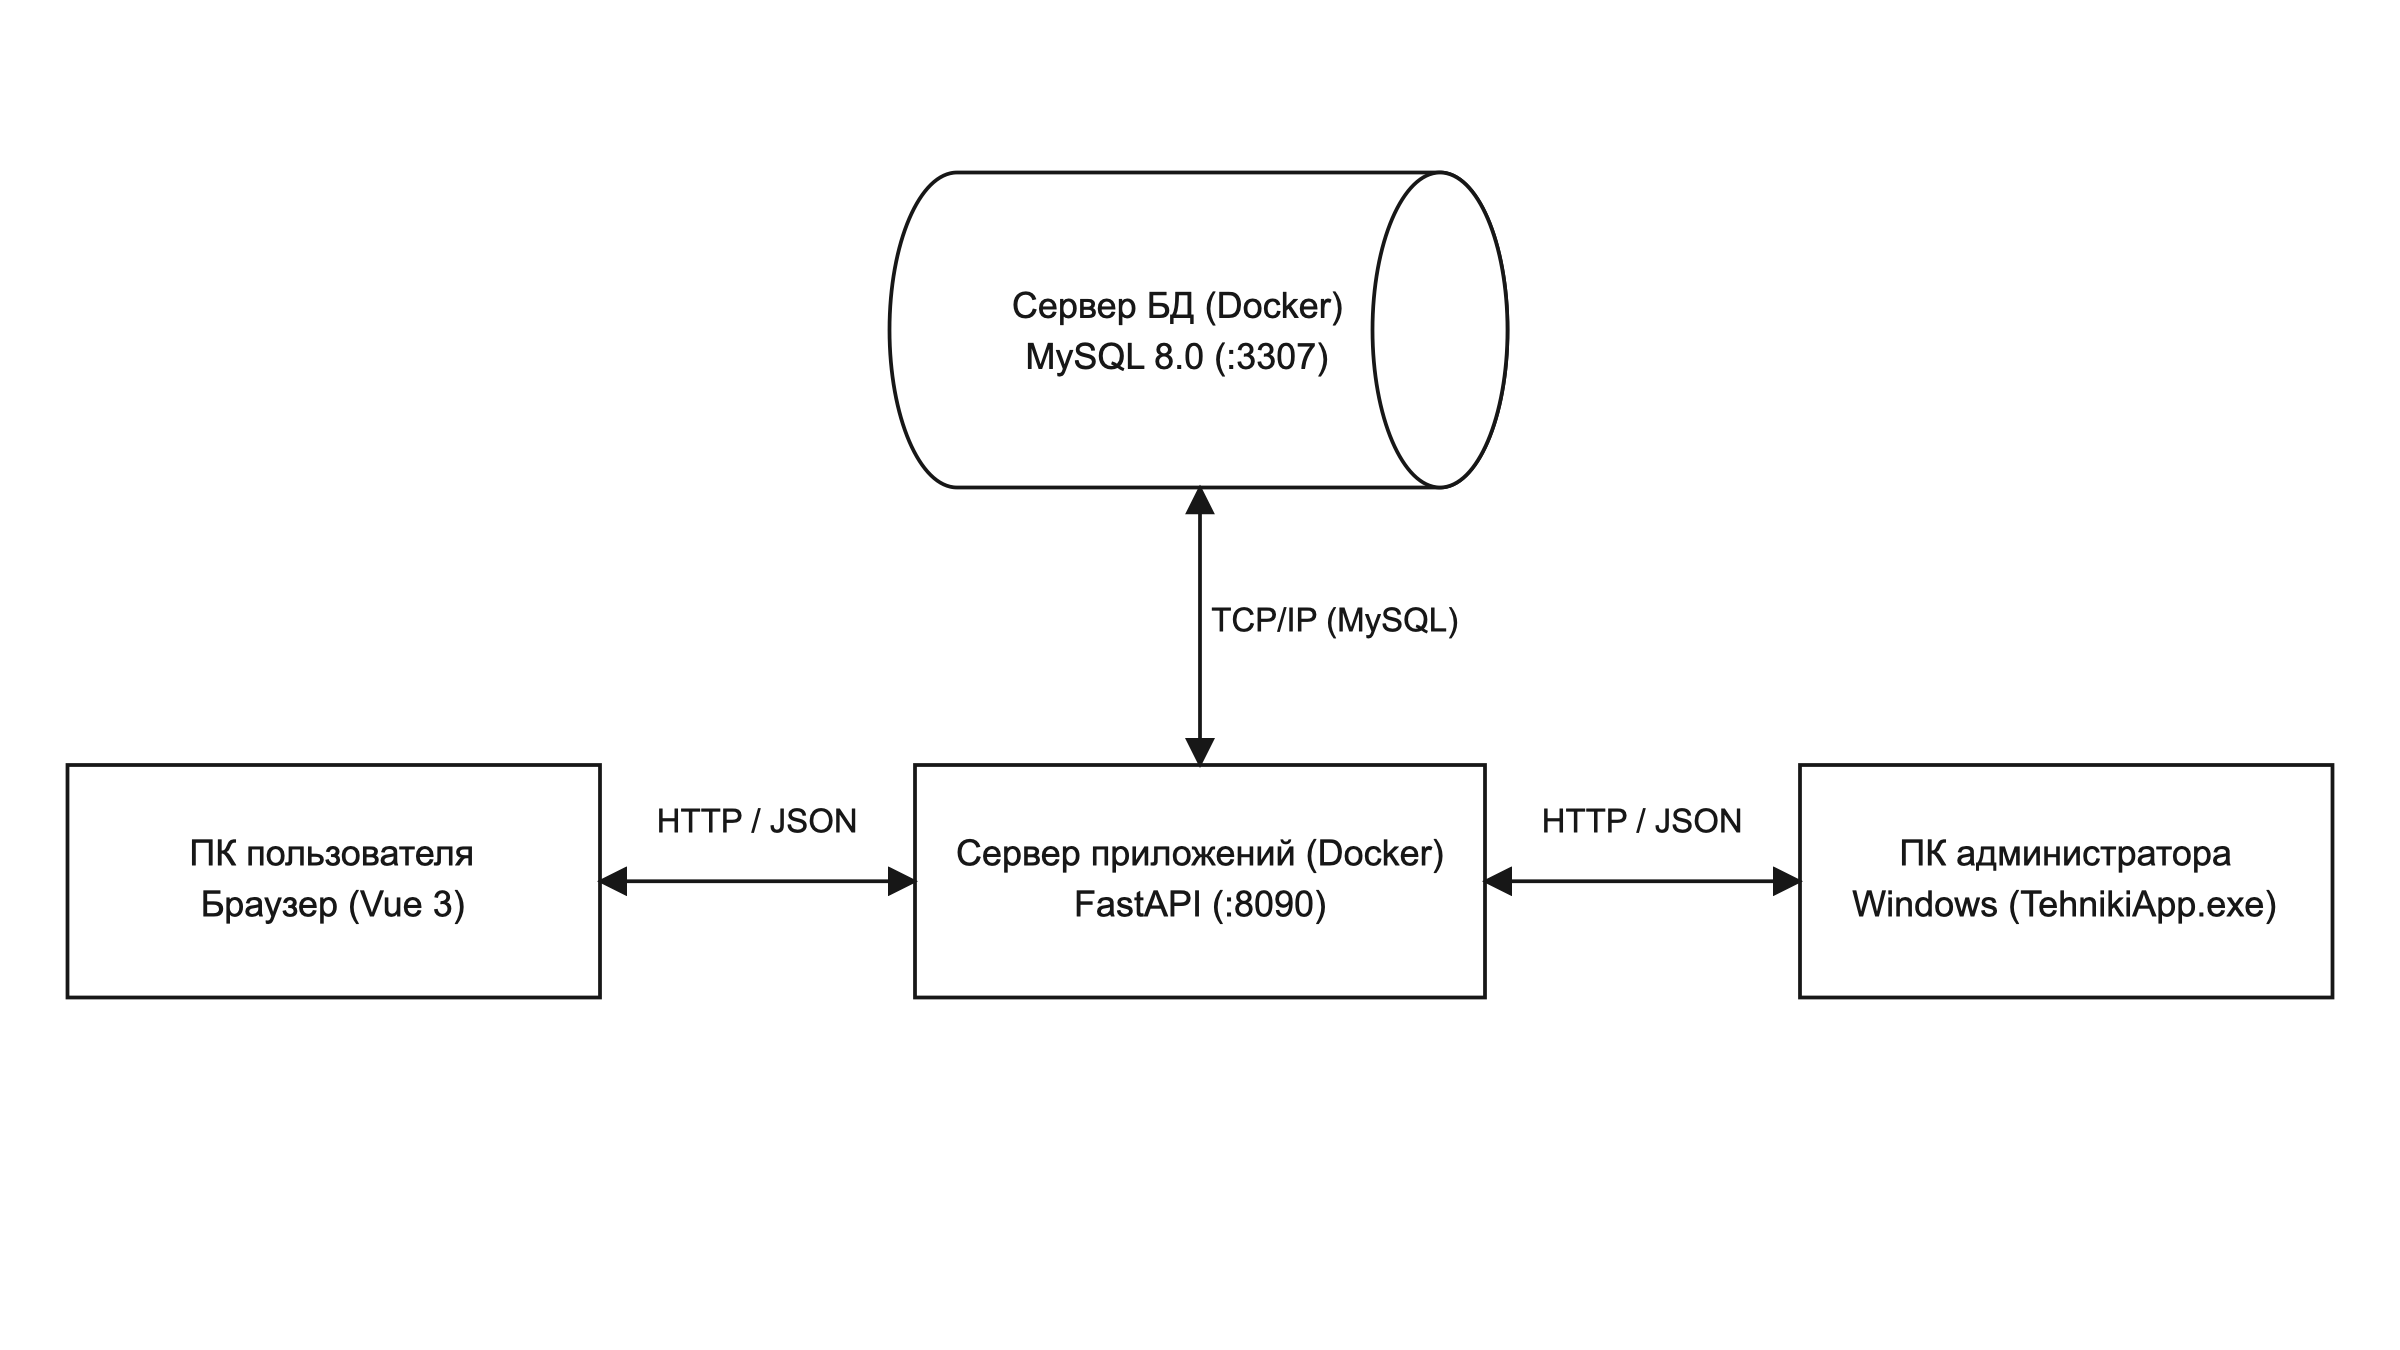 Сервер БД (Docker)
MySQL 8.0 (:3307)
TCP/IP (MySQL)
ПК пользователя
Браузер (Vue 3)
HTTP / JSON
Сервер приложений (Docker)
FastAPI (:8090)
HTTP / JSON
ПК администратора
Windows (TehnikiApp.exe)